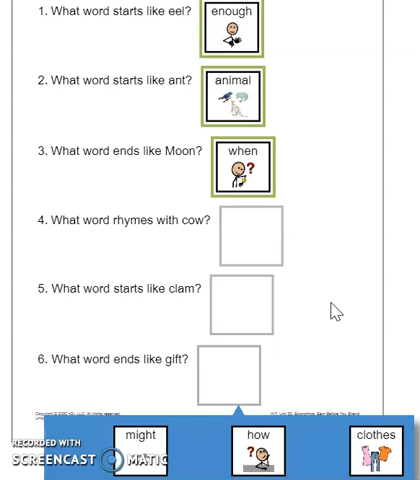 1. What word starts like eel?
enough
2. What word starts like ant?
animal
3. What word ends like Moon?
when
?
4. What word rhymes with cow?
5. What word starts like clam?
6. What word ends like gift?
might
how
?
clothes
RECORDED WITH
SCREENCAST MATIC